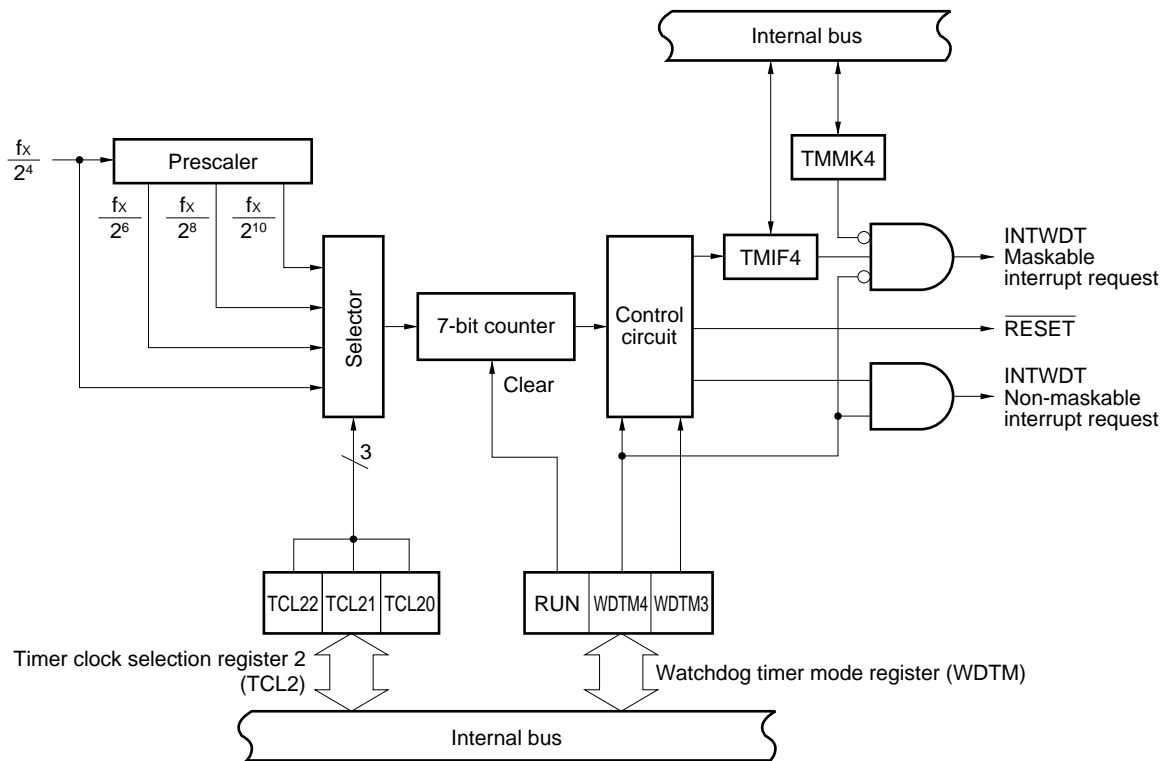 Internal bus
fX
2⁴
Prescaler
TMMK4
fX
2⁶
fX
2⁸
fX
2¹⁰
INTWDT
Maskable
interrupt request
TMIF4
Selector
7-bit counter
Control
circuit
RESET
Clear
INTWDT
Non-maskable
interrupt request
3
TCL22
TCL21
TCL20
RUN
WDTM4
WDTM3
Timer clock selection register 2
(TCL2)
Watchdog timer mode register (WDTM)
Internal bus